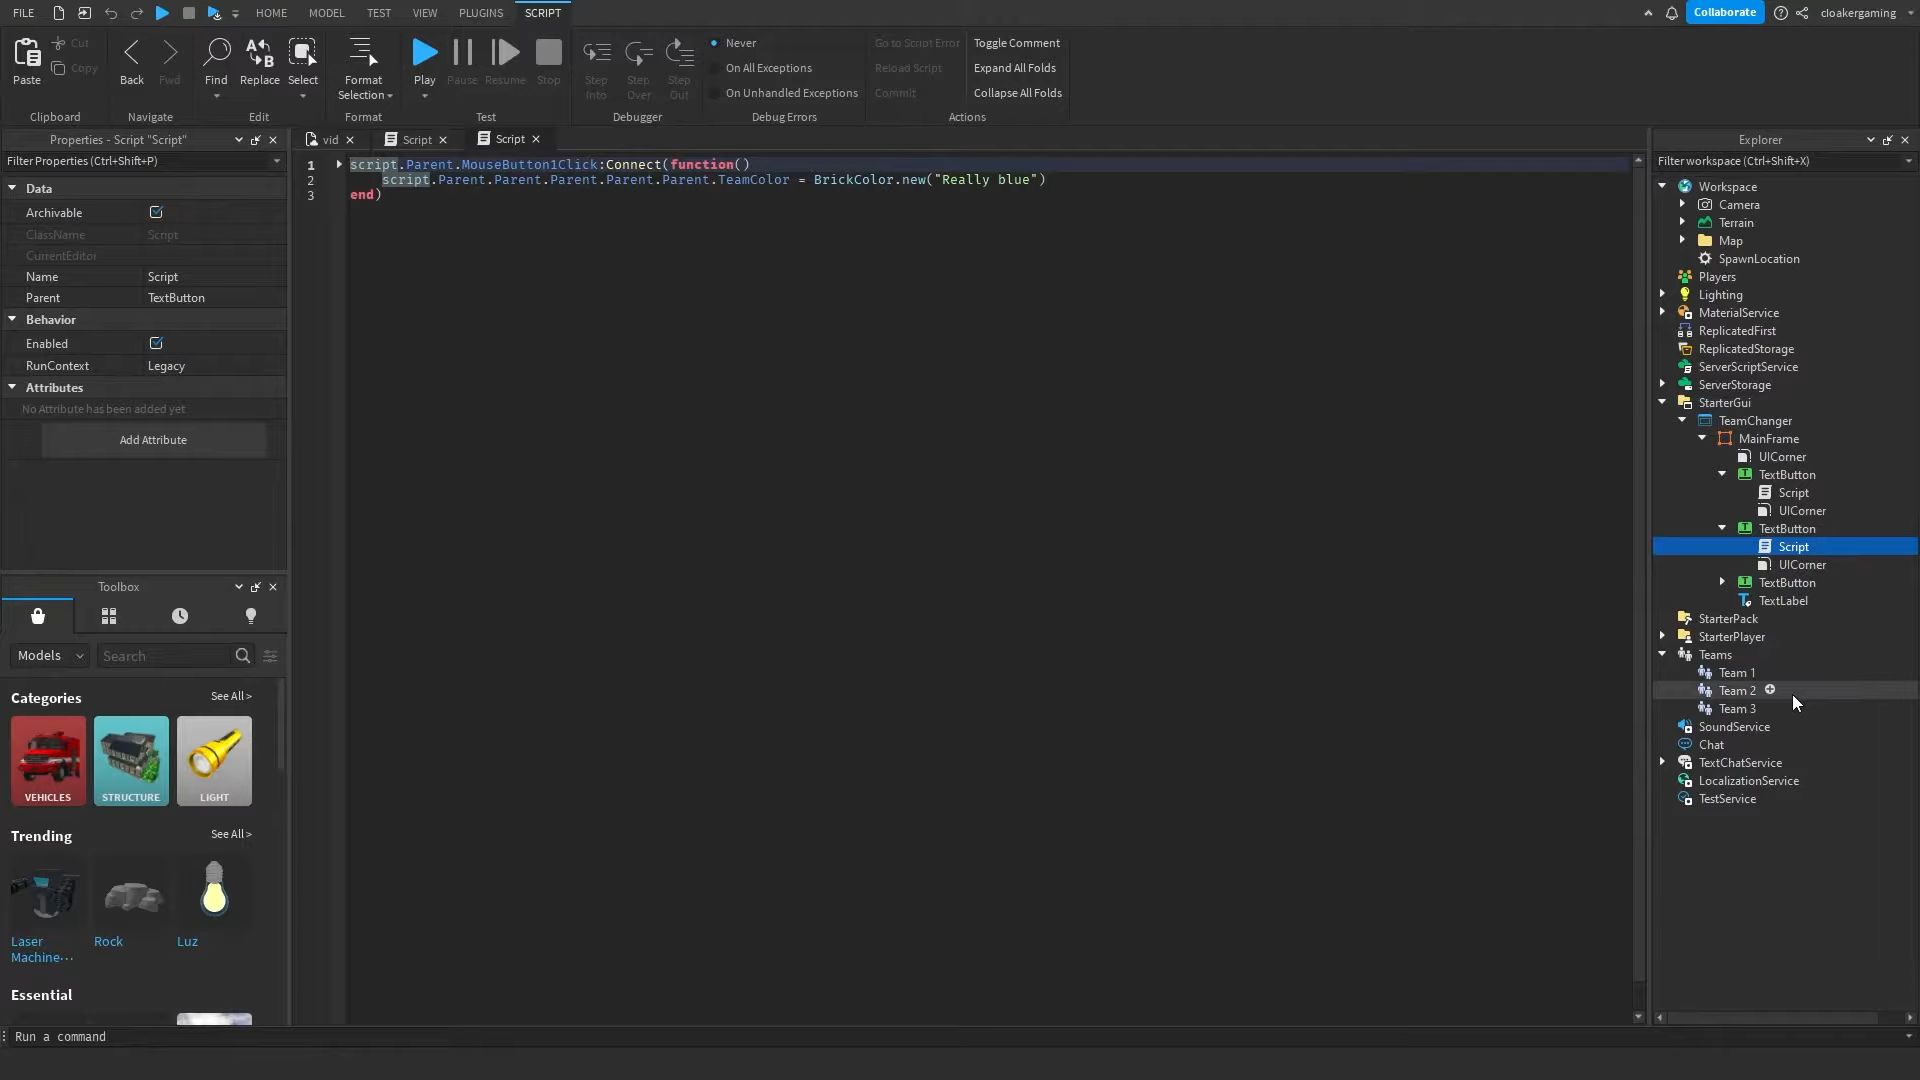 FILE
HOME
MODEL
TEST
VIEW
PLUGINS
SCRIPT
Collaborate
cloakergaming
Paste
Cut
Copy
Clipboard
Back
Fwd
Navigate
Find
Replace
Select
Edit
Format
Selection
Format
Play
Pause
Resume
Stop
Test
Step
Into
Step
Over
Step
Out
Debugger
Never
On All Exceptions
On Unhandled Exceptions
Debug Errors
Go to Script Error
Reload Script
Commit
Toggle Comment
Expand All Folds
Collapse All Folds
Actions
Properties - Script "Script"
Filter Properties (Ctrl+Shift+P)
Data
Archivable
ClassName Script
CurrentEditor
Name Script
Parent TextButton
Behavior
Enabled
RunContext Legacy
Attributes
No Attribute has been added yet
Add Attribute
Toolbox
Models
Search
Categories See All >
VEHICLES
STRUCTURE
LIGHT
Trending See All >
Laser
Machine···
Rock
Luz
Essential
vid
Script
Script
1 script.Parent.MouseButton1Click:Connect(function()
2 script.Parent.Parent.Parent.Parent.Parent.TeamColor = BrickColor.new("Really blue")
3 end)
Explorer
Filter workspace (Ctrl+Shift+X)
Workspace
Camera
Terrain
Map
SpawnLocation
Players
Lighting
MaterialService
ReplicatedFirst
ReplicatedStorage
ServerScriptService
ServerStorage
StarterGui
TeamChanger
MainFrame
UICorner
TextButton
Script
UICorner
TextButton
Script
UICorner
TextButton
TextLabel
StarterPack
StarterPlayer
Teams
Team 1
Team 2
Team 3
SoundService
Chat
TextChatService
LocalizationService
TestService
Run a command